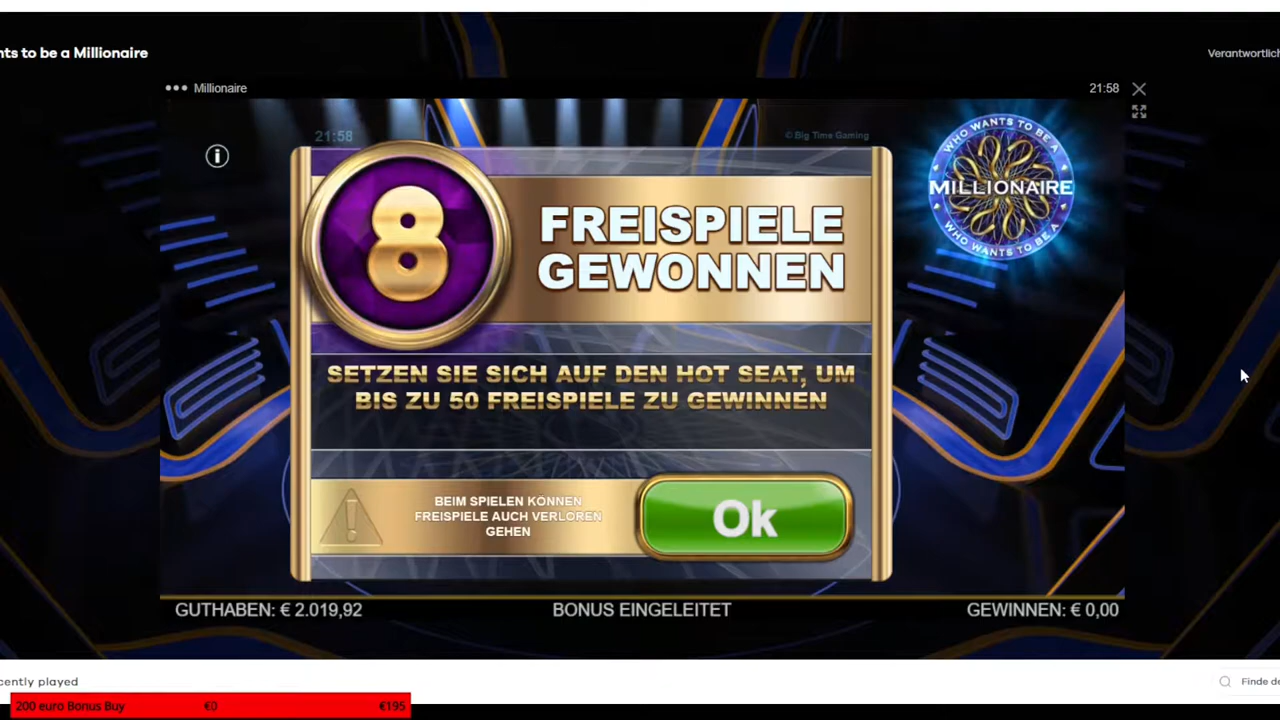 nts to be a Millionaire
Verantwortlich
Millionaire
21:58
21:58
© Big Time Gaming
WHO WANTS TO BE A
MILLIONAIRE
WHO WANTS TO BE A
8
FREISPIELE
GEWONNEN
SETZEN SIE SICH AUF DEN HOT SEAT, UM
BIS ZU 50 FREISPIELE ZU GEWINNEN
BEIM SPIELEN KÖNNEN
FREISPIELE AUCH VERLOREN
GEHEN
Ok
GUTHABEN: € 2.019,92
BONUS EINGELEITET
GEWINNEN: € 0,00
cently played
Finde de
200 euro Bonus Buy €0 €195